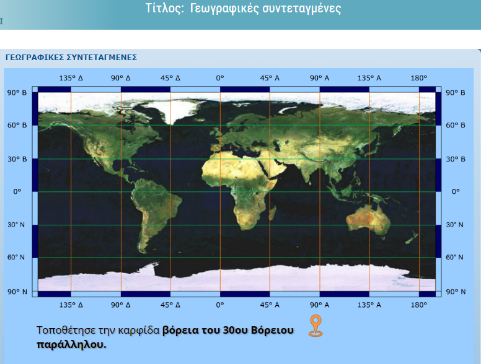 Τίτλος: Γεωγραφικές συντεταγμένες
ΓΕΩΓΡΑΦΙΚΕΣ ΣΥΝΤΕΤΑΓΜΕΝΕΣ
135° Δ 90° Δ 45° Δ 0° 45° Α 90° Α 135° Α 180°
90° Β 90° Β
60° Β 60° Β
30° Β 30° Β
0° 0°
30° Ν 30° Ν
60° Ν 60° Ν
90° Ν 90° Ν
135° Δ 90° Δ 45° Δ 0° 45° Α 90° Α 135° Α 180°
Τοποθέτησε την καρφίδα βόρεια του 30ου Βόρειου
παράλληλου.